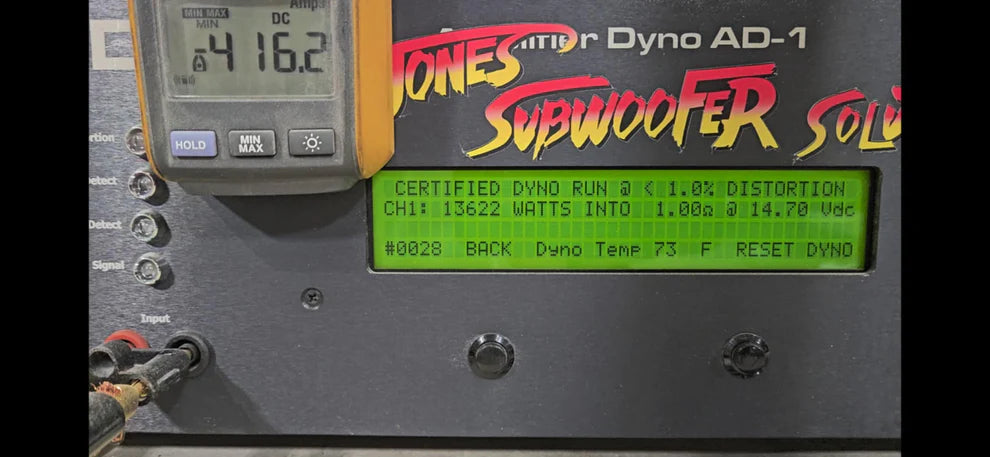 MIN MAX
MIN
Amps
DC
-416.2
HOLD
MIN
MAX
Dyno AD-1
JONES
SUBWOOFER
CERTIFIED DYNO RUN @ < 1.0% DISTORTION
CH1: 13622 WATTS INTO 1.00Ω @ 14.70 Vdc
#0028 BACK Dyno Temp 73 F RESET DYNO
Detect
Signal
Input